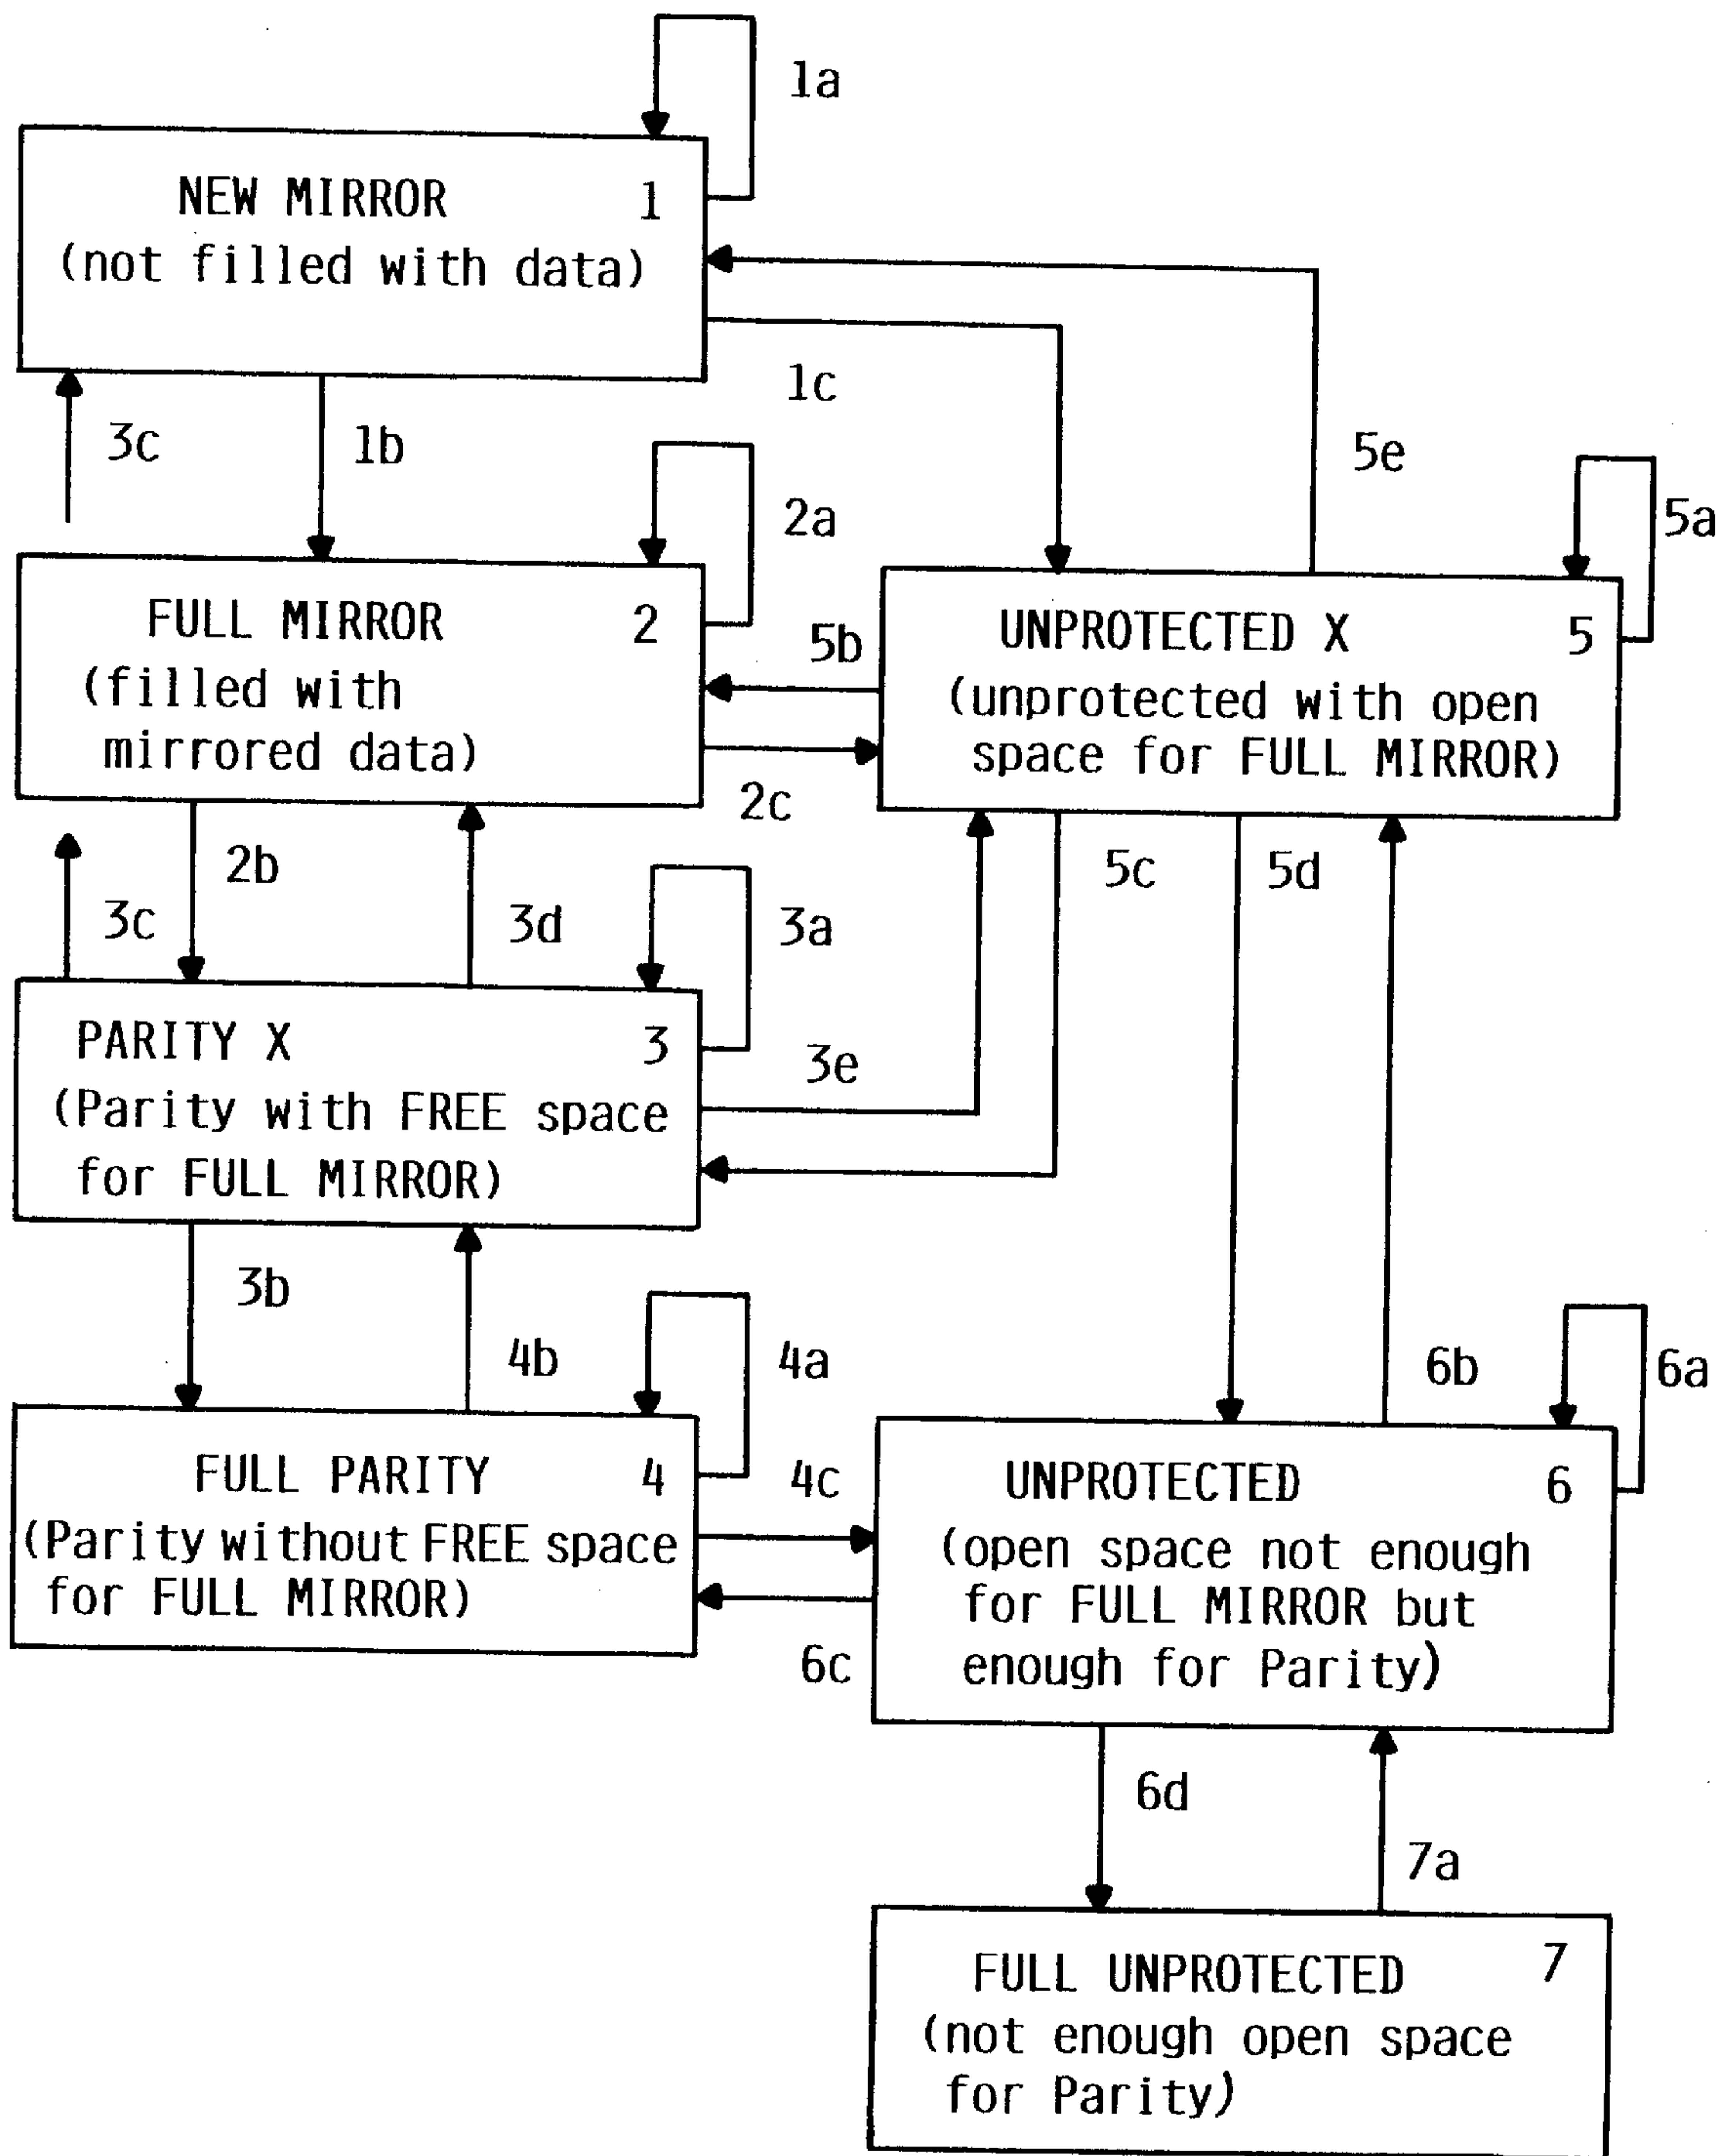 1a
NEW MIRROR 1
(not filled with data)
1c
3c
1b
5e
2a
5a
FULL MIRROR 2
(filled with
mirrored data)
5b
UNPROTECTED X 5
(unprotected with open
space for FULL MIRROR)
2c
2b
5c
5d
3c
3d
3a
PARITY X 3
(Parity with FREE space
for FULL MIRROR)
3e
3b
4b
4a
6b
6a
FULL PARITY 4
(Parity without FREE space
for FULL MIRROR)
4c
UNPROTECTED 6
(open space not enough
for FULL MIRROR but
enough for Parity)
6c
6d
7a
FULL UNPROTECTED 7
(not enough open space
for Parity)